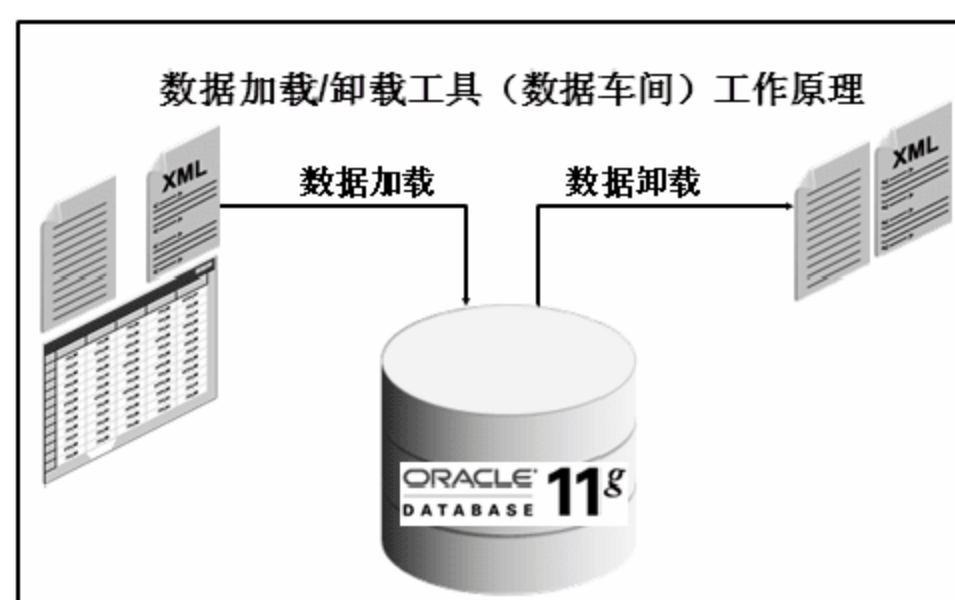 数据加载/卸载工具（数据车间）工作原理
XML
数据加载
数据卸载
XML
ORACLE®
DATABASE
11g